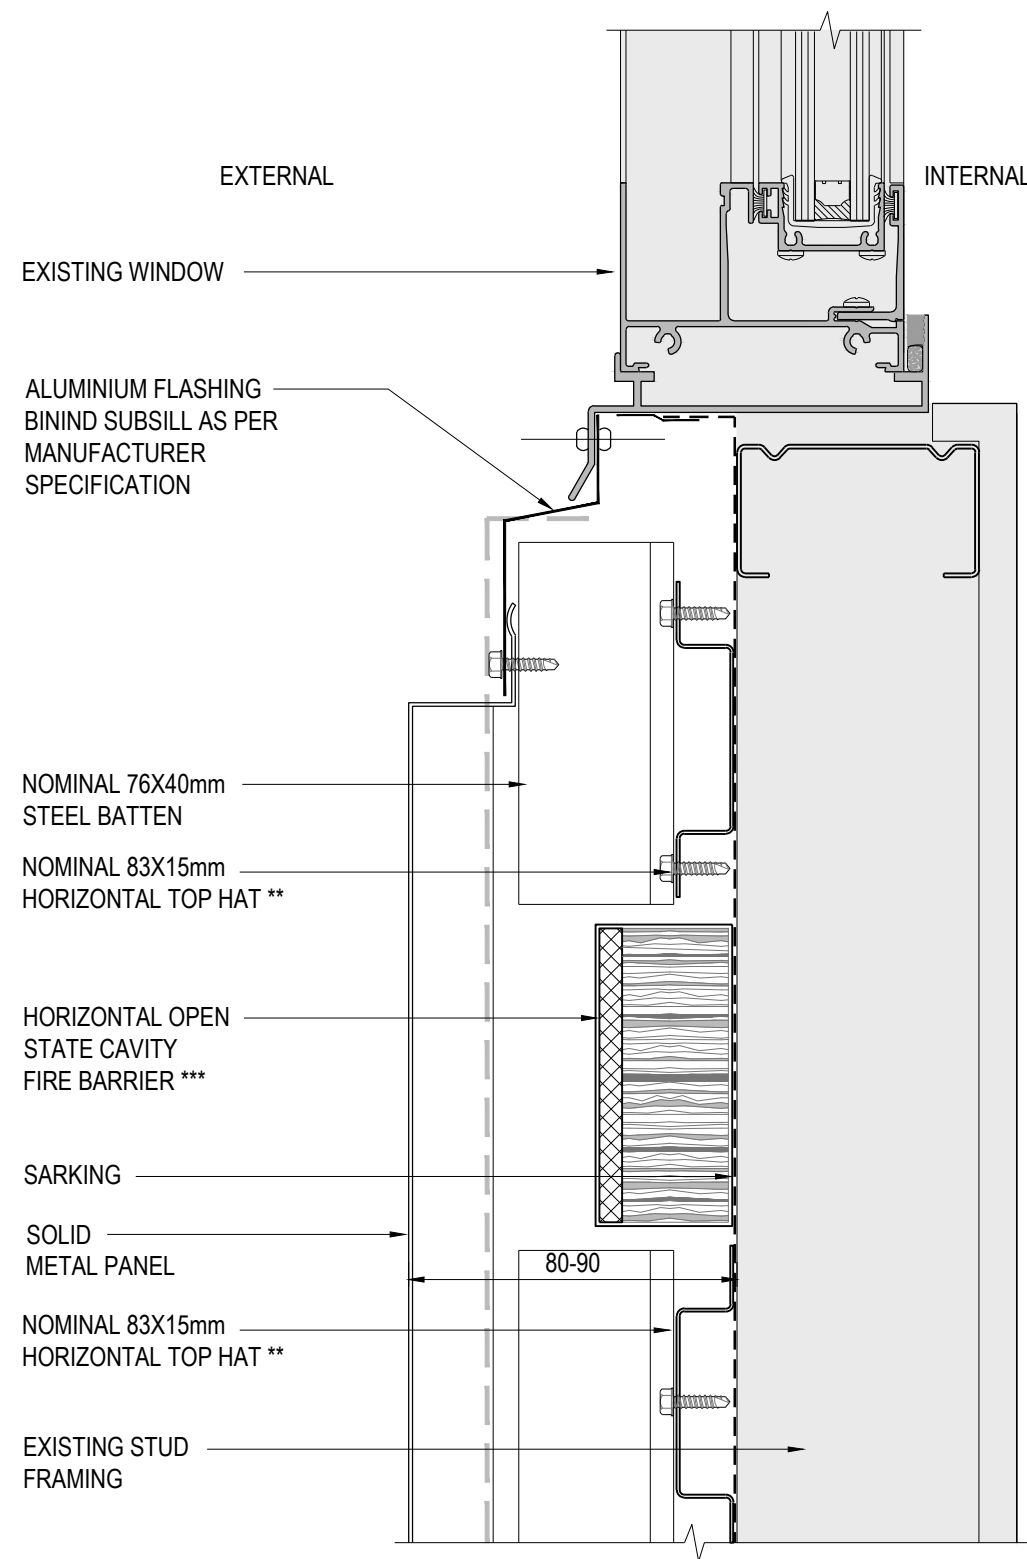 EXTERNAL
INTERNAL
EXISTING WINDOW
ALUMINIUM FLASHING
BININD SUBSILL AS PER
MANUFACTURER
SPECIFICATION
NOMINAL 76X40mm
STEEL BATTEN
NOMINAL 83X15mm
HORIZONTAL TOP HAT **
HORIZONTAL OPEN
STATE CAVITY
FIRE BARRIER ***
SARKING
SOLID
METAL PANEL
80-90
NOMINAL 83X15mm
HORIZONTAL TOP HAT **
EXISTING STUD
FRAMING